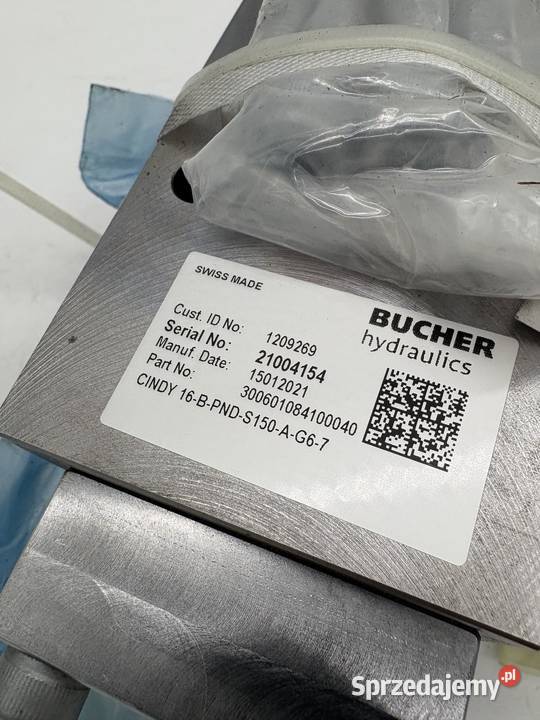 SWISS MADE
BUCHER
hydraulics
Cust. ID No: 1209269
Serial No: 21004154
Manuf. Date: 15012021
Part No: 300601084100040
CINDY 16-B-PND-S150-A-G6-7
Sprzedajemy.pl